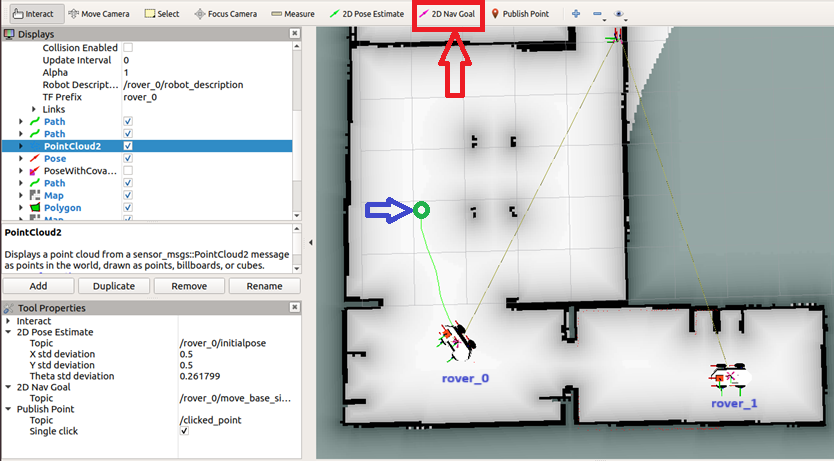 Interact Move Camera Select Focus Camera Measure 2D Pose Estimate 2D Nav Goal Publish Point
Displays
Collision Enabled
Update Interval 0
Alpha 1
Robot Descript... /rover_0/robot_description
TF Prefix rover_0
Links
Path
Path
PointCloud2
Pose
PoseWithCova...
Path
Map
Polygon
Map
PointCloud2
Displays a point cloud from a sensor_msgs::PointCloud2 message
as points in the world, drawn as points, billboards, or cubes.
Add Duplicate Remove Rename
Tool Properties
Interact
2D Pose Estimate
Topic /rover_0/initialpose
X std deviation 0.5
Y std deviation 0.5
Theta std deviation 0.261799
2D Nav Goal
Topic /rover_0/move_base_si...
Publish Point
Topic /clicked_point
Single click
rover_0
rover_1